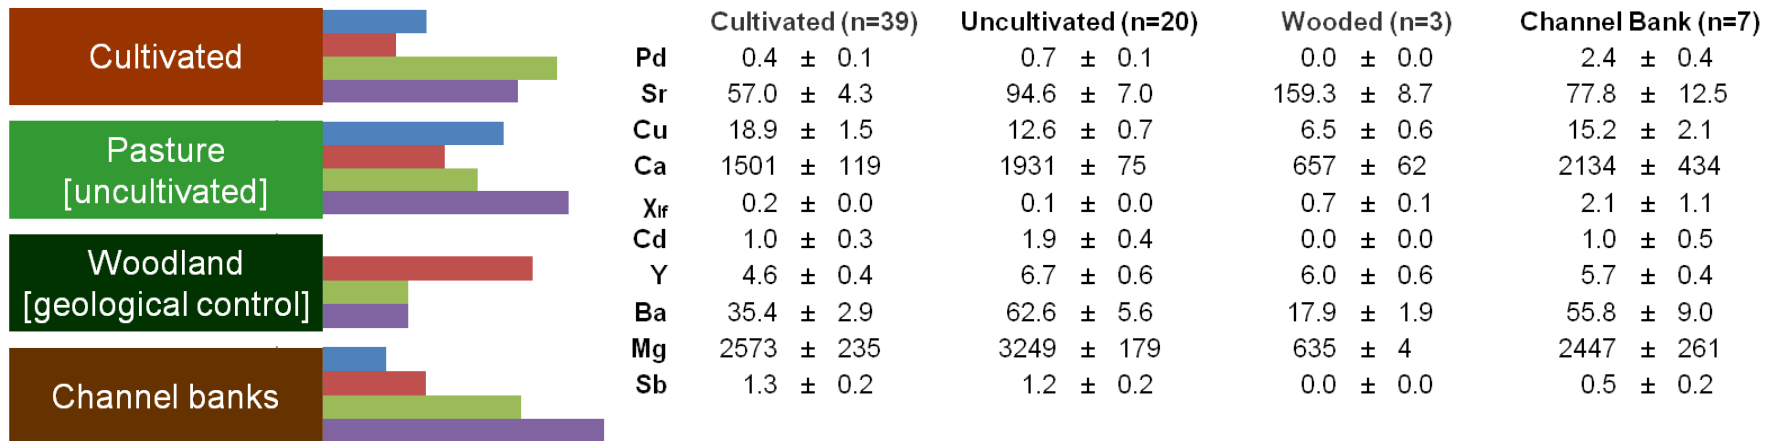 Cultivated
Pasture
[uncultivated]
Woodland
[geological control]
Channel banks
Cultivated (n=39) Uncultivated (n=20) Wooded (n=3) Channel Bank (n=7)
Pd 0.4 ± 0.1 0.7 ± 0.1 0.0 ± 0.0 2.4 ± 0.4
Sr 57.0 ± 4.3 94.6 ± 7.0 159.3 ± 8.7 77.8 ± 12.5
Cu 18.9 ± 1.5 12.6 ± 0.7 6.5 ± 0.6 15.2 ± 2.1
Ca 1501 ± 119 1931 ± 75 657 ± 62 2134 ± 434
χlf 0.2 ± 0.0 0.1 ± 0.0 0.7 ± 0.1 2.1 ± 1.1
Cd 1.0 ± 0.3 1.9 ± 0.4 0.0 ± 0.0 1.0 ± 0.5
Y 4.6 ± 0.4 6.7 ± 0.6 6.0 ± 0.6 5.7 ± 0.4
Ba 35.4 ± 2.9 62.6 ± 5.6 17.9 ± 1.9 55.8 ± 9.0
Mg 2573 ± 235 3249 ± 179 635 ± 4 2447 ± 261
Sb 1.3 ± 0.2 1.2 ± 0.2 0.0 ± 0.0 0.5 ± 0.2